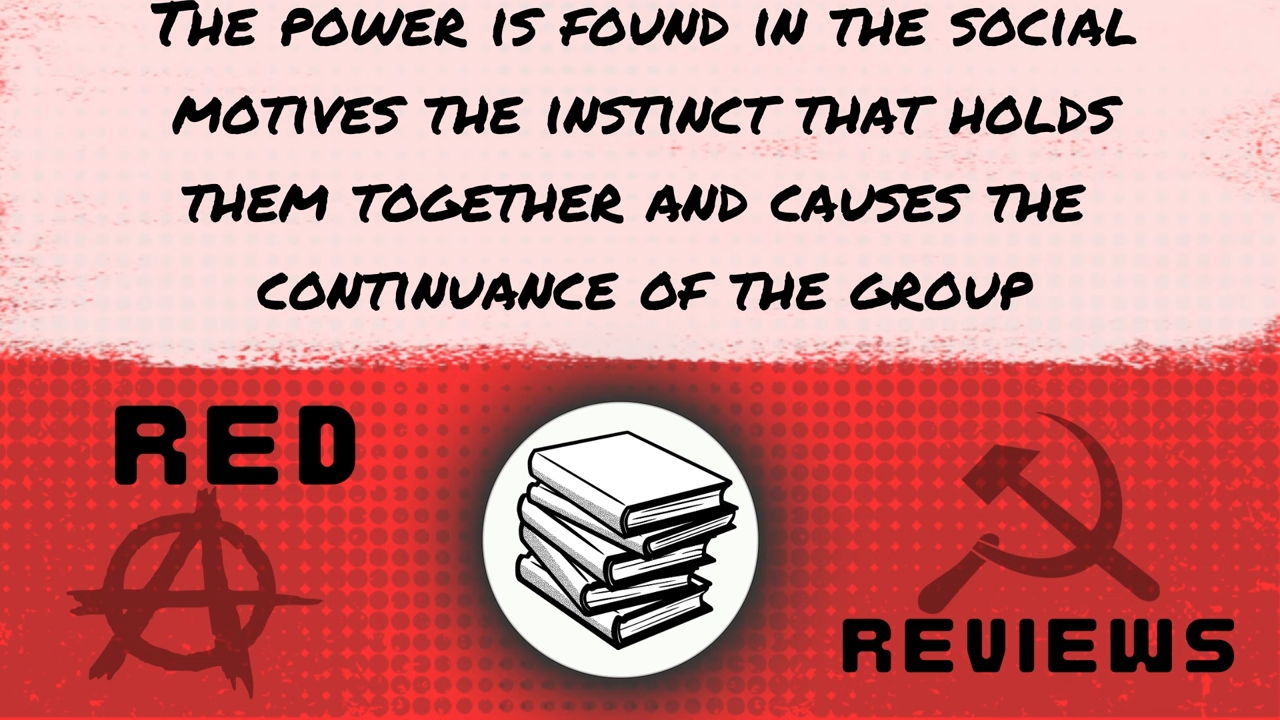 THE POWER IS FOUND IN THE SOCIAL
MOTIVES THE INSTINCT THAT HOLDS
THEM TOGETHER AND CAUSES THE
CONTINUANCE OF THE GROUP
RED
REVIEWS